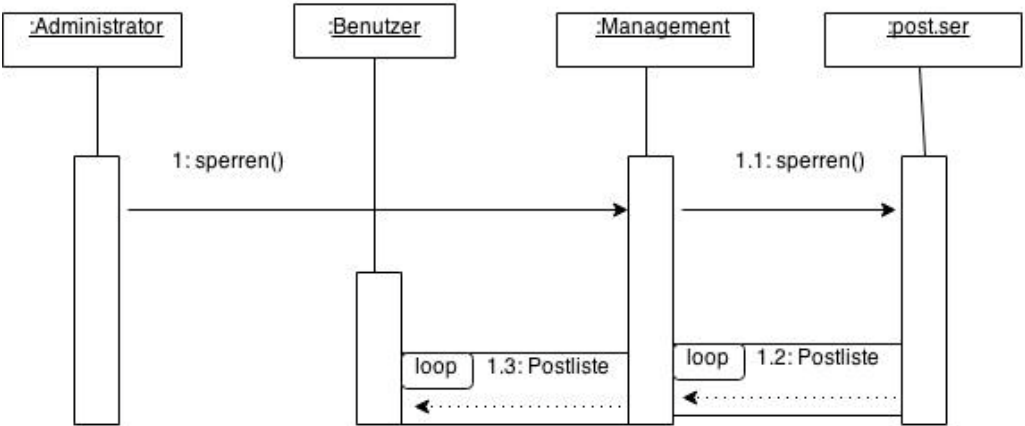 :Administrator
:Benutzer
:Management
:post.ser
1: sperren()
1.1: sperren()
loop
1.3: Postliste
loop
1.2: Postliste